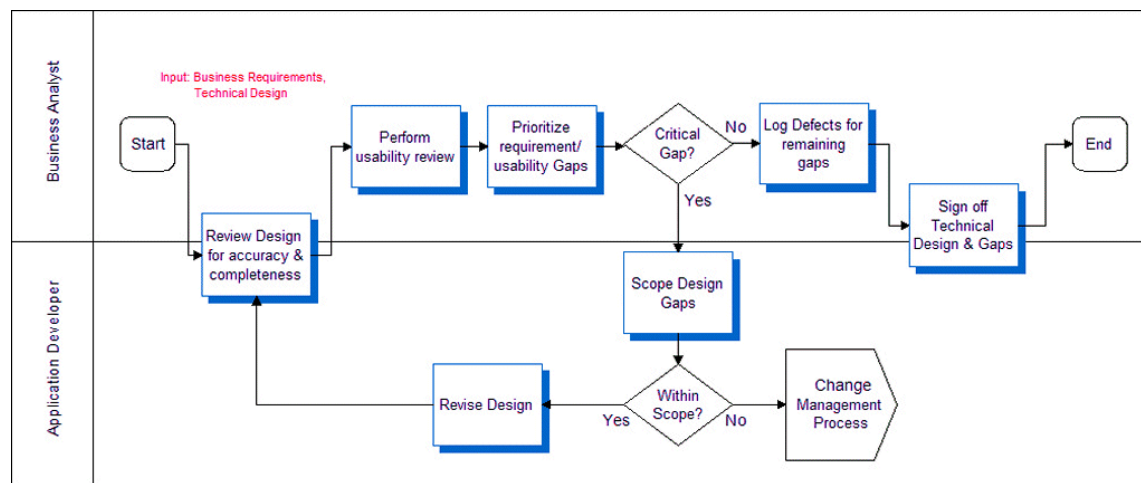 Business Analyst
Input: Business Requirements,
Technical Design
Start
Perform
usability review
Prioritize
requirement/
usability Gaps
Critical
Gap?
No
Yes
Log Defects for
remaining
gaps
End
Sign off
Technical
Design & Gaps
Review Design
for accuracy &
completeness
Application Developer
Scope Design
Gaps
Within
Scope?
Yes
No
Revise Design
Change
Management
Process